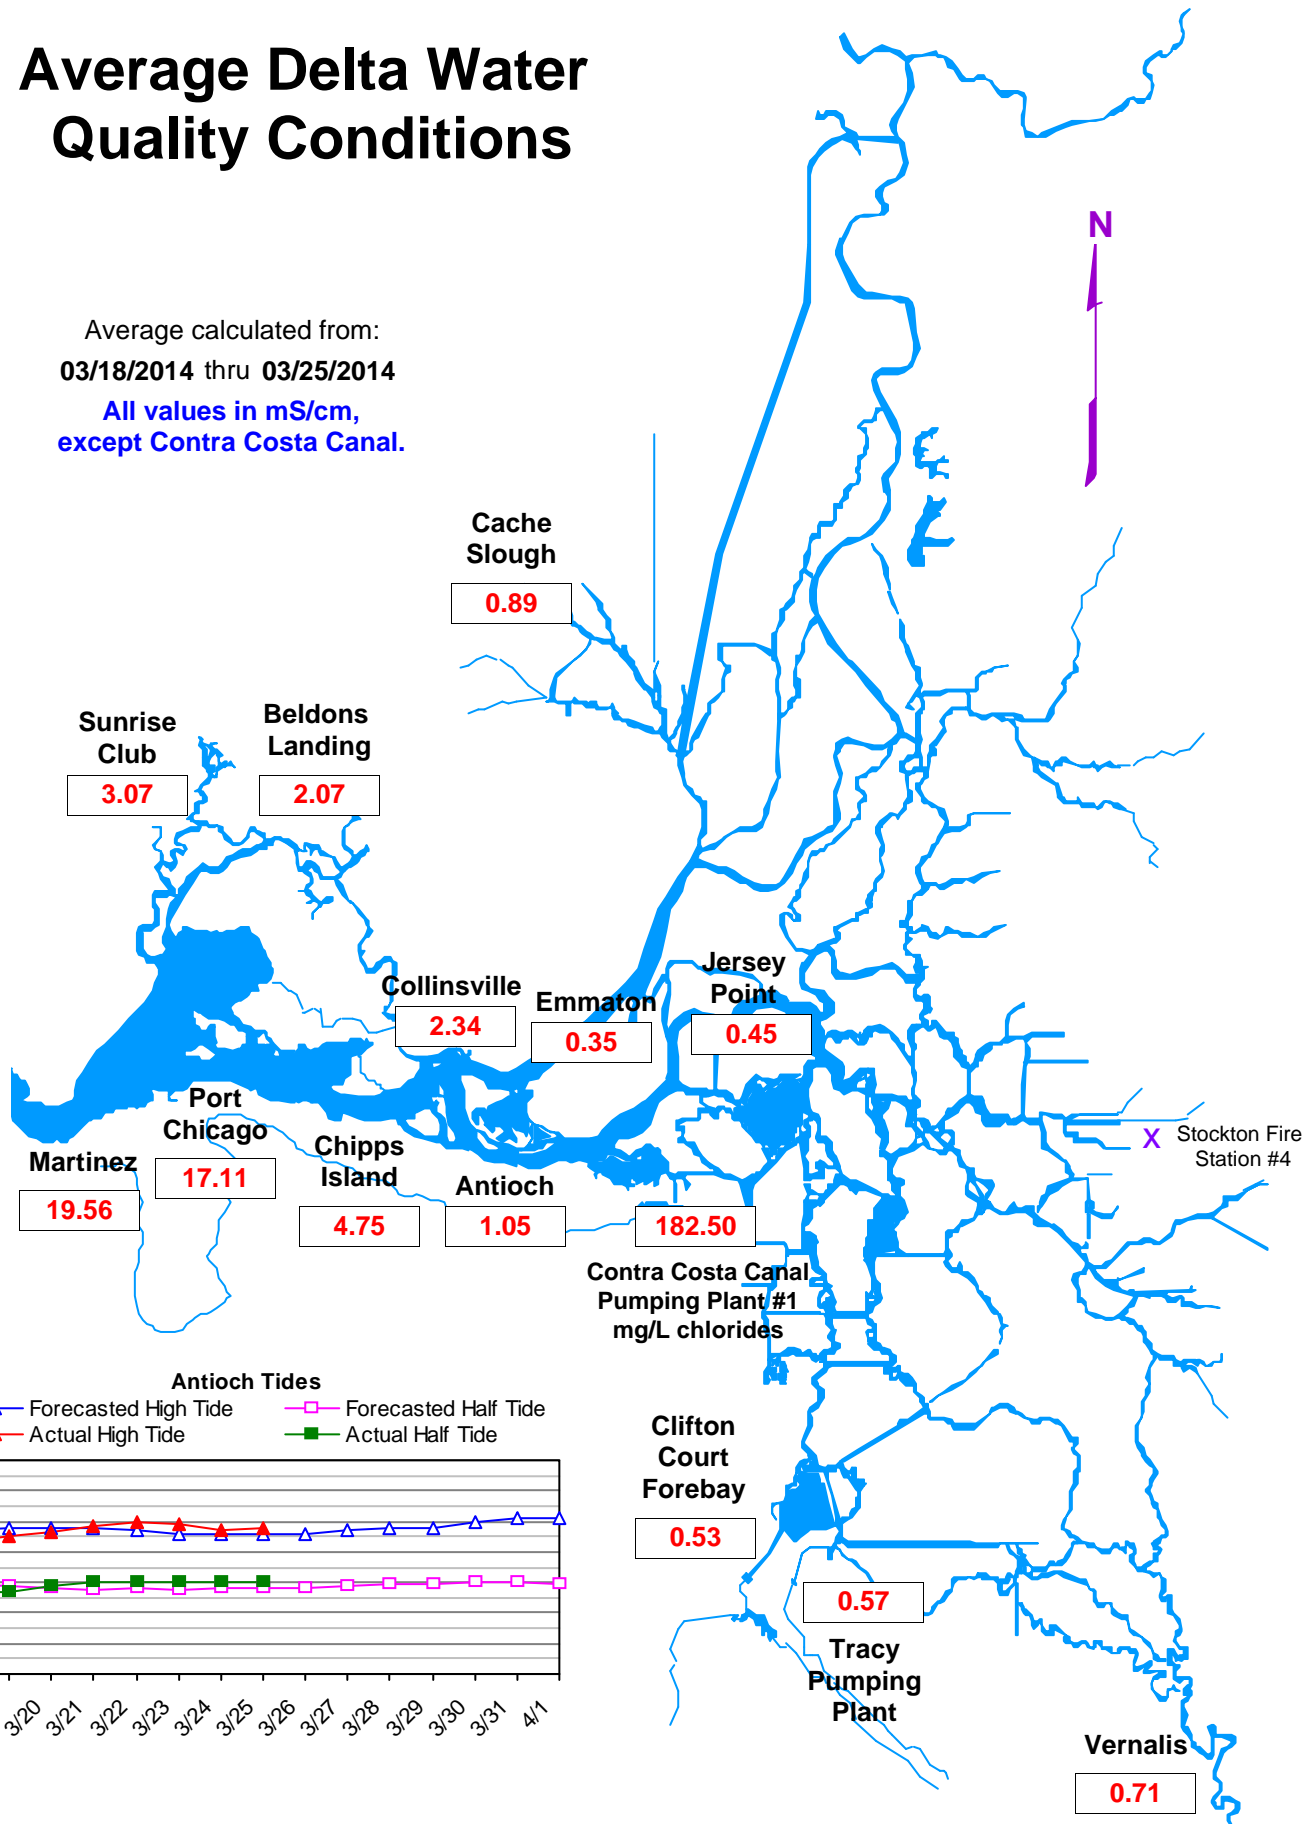 Average Delta Water
Quality Conditions
N
Average calculated from:
03/18/2014 thru 03/25/2014
All values in mS/cm,
except Contra Costa Canal.
Cache
Slough
0.89
Sunrise
Club
3.07
Beldons
Landing
2.07
Collinsville
2.34
Emmaton
0.35
Jersey
Point
0.45
Port
Chicago
17.11
Martinez
19.56
Chipps
Island
4.75
Antioch
1.05
182.50
Contra Costa Canal
Pumping Plant #1
mg/L chlorides
X Stockton Fire
Station #4
Antioch Tides
Forecasted High Tide
Forecasted Half Tide
Actual High Tide
Actual Half Tide
3/20
3/21
3/22
3/23
3/24
3/25
3/26
3/27
3/28
3/29
3/30
3/31
4/1
Clifton
Court
Forebay
0.53
0.57
Tracy
Pumping
Plant
Vernalis
0.71